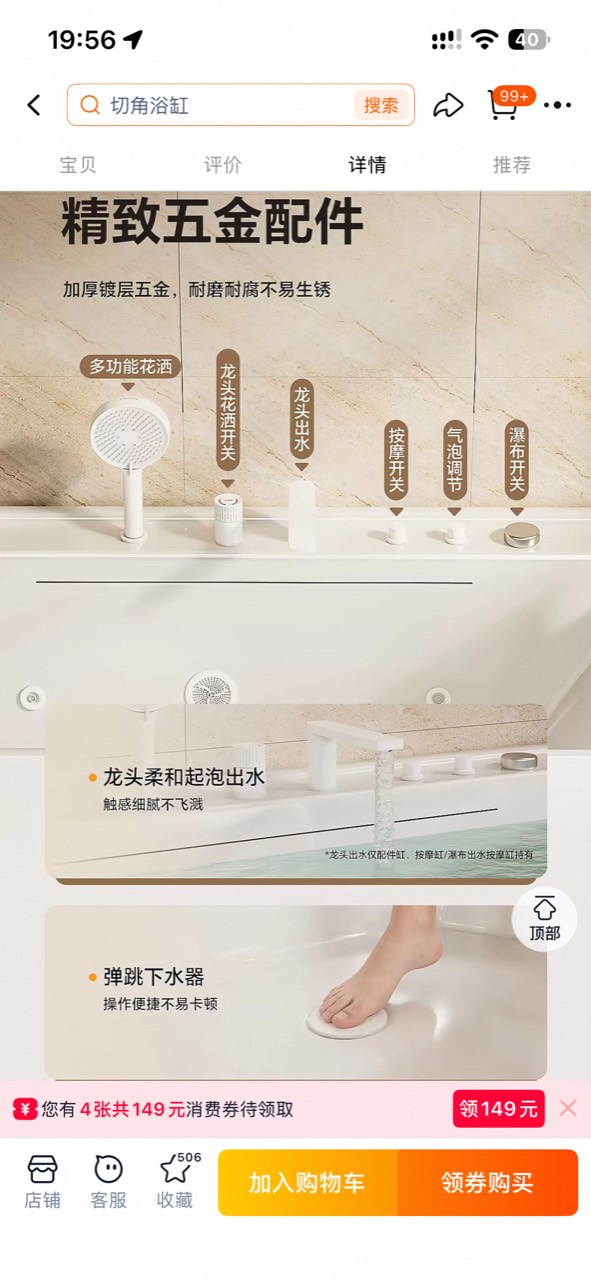 19:56
40
切角浴缸
搜索
99+
宝贝
评价
详情
推荐
精致五金配件
加厚镀层五金，耐磨耐腐不易生锈
多功能花洒
龙头花洒开关
龙头出水
按摩开关
气泡调节
瀑布开关
龙头柔和起泡出水
触感细腻不飞溅
*龙头出水仅配件缸、按摩缸/瀑布出水按摩缸持有
顶部
弹跳下水器
操作便捷不易卡顿
¥
您有4张共149元消费券待领取
领149元
店铺
客服
506
收藏
加入购物车
领券购买